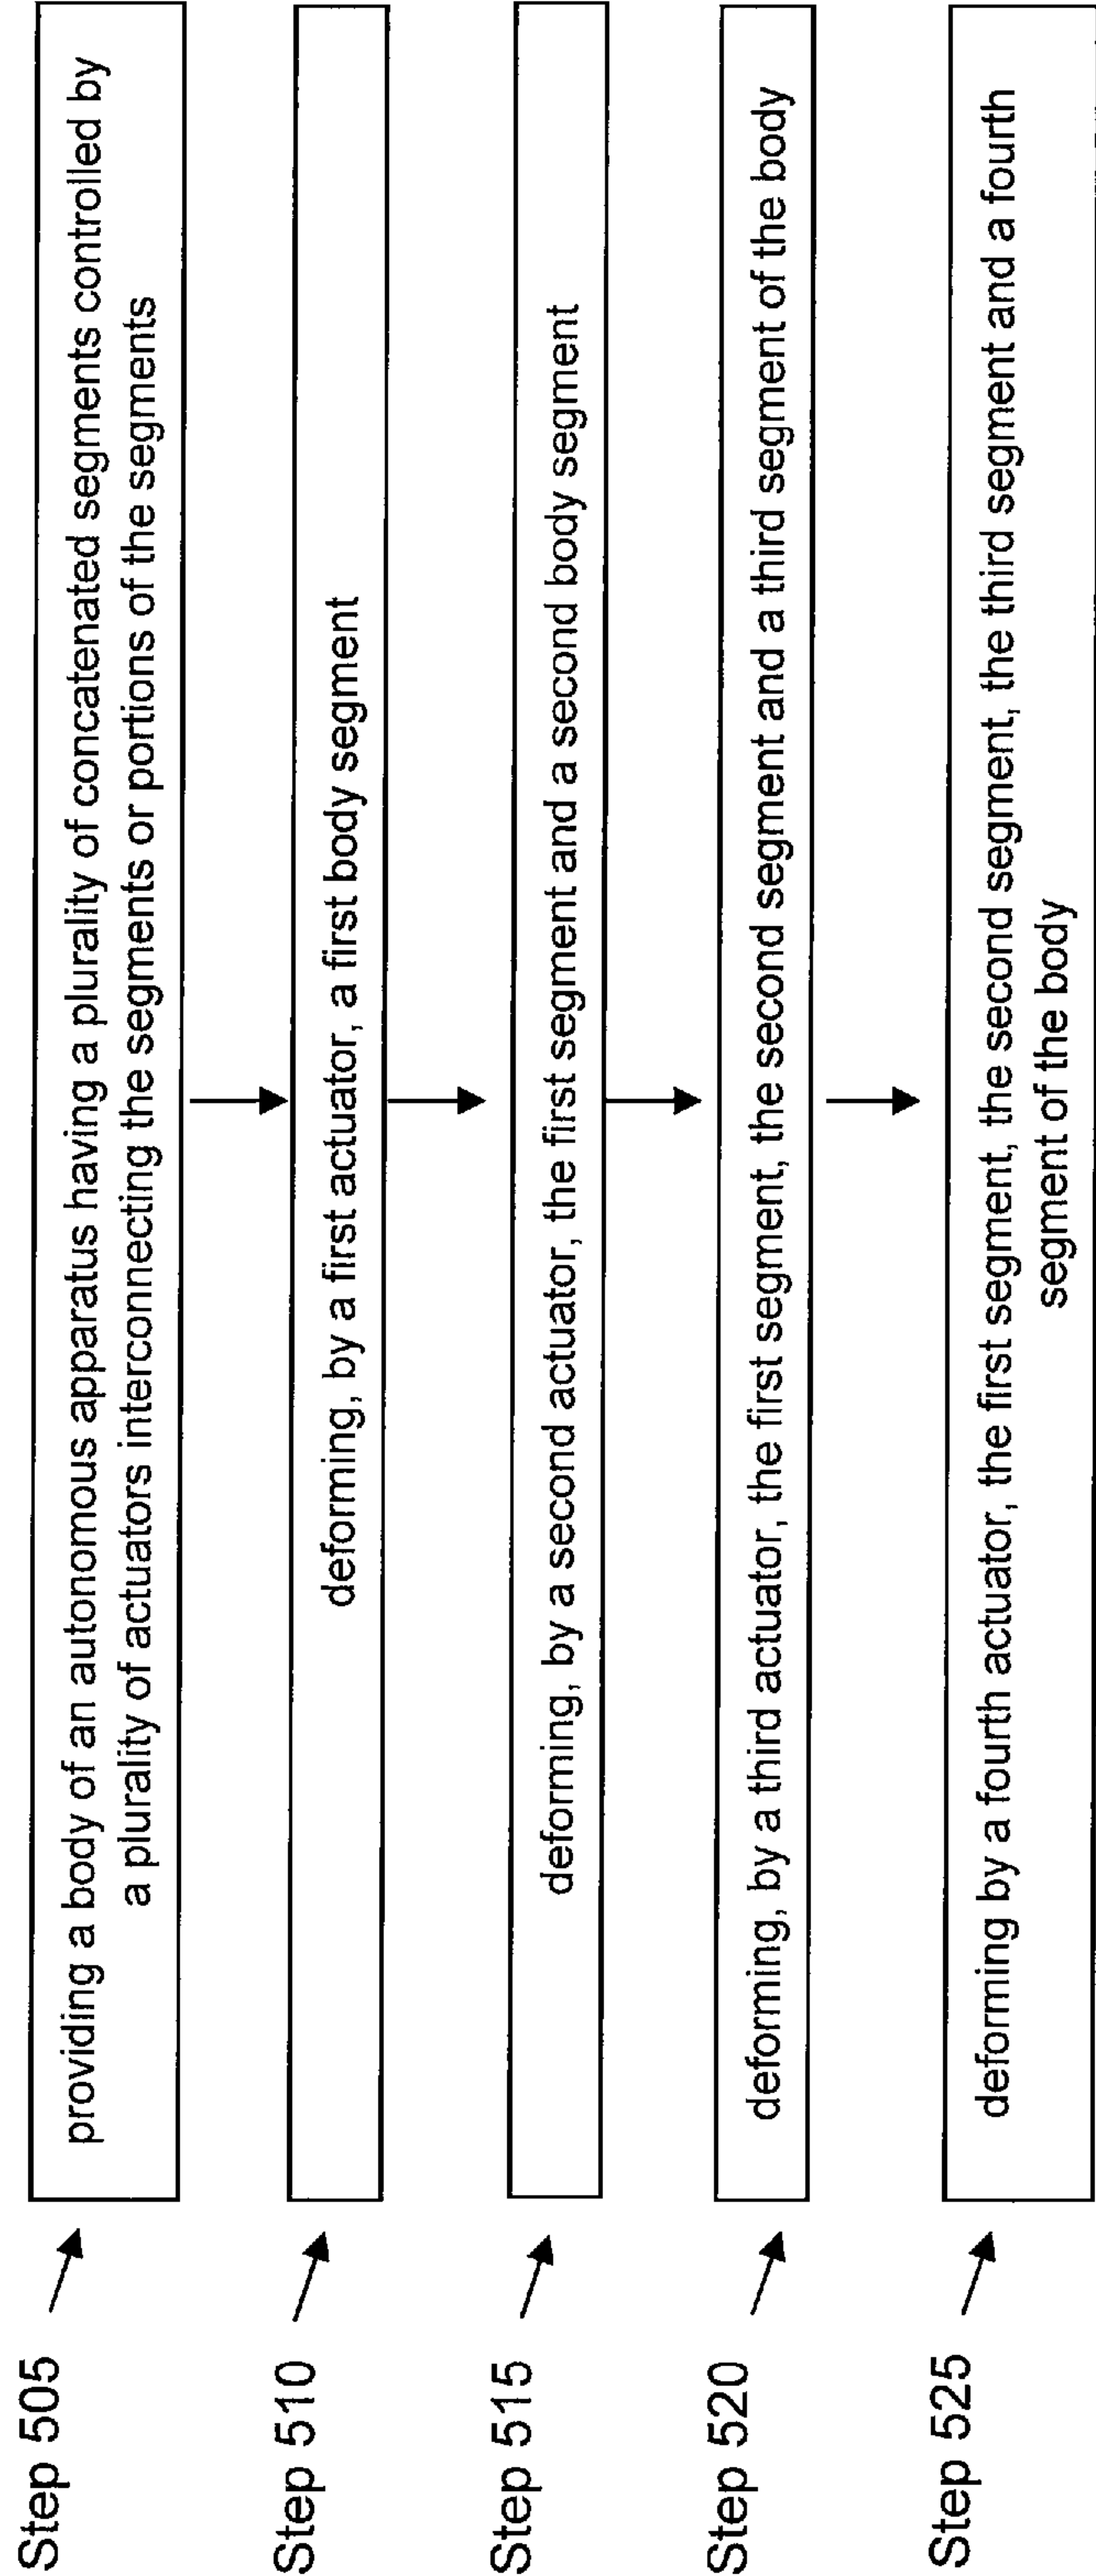 Step 505
providing a body of an autonomous apparatus having a plurality of concatenated segments controlled by
a plurality of actuators interconnecting the segments or portions of the segments
Step 510
deforming, by a first actuator, a first body segment
Step 515
deforming, by a second actuator, the first segment and a second body segment
Step 520
deforming, by a third actuator, the first segment, the second segment and a third segment of the body
Step 525
deforming by a fourth actuator, the first segment, the second segment, the third segment and a fourth
segment of the body